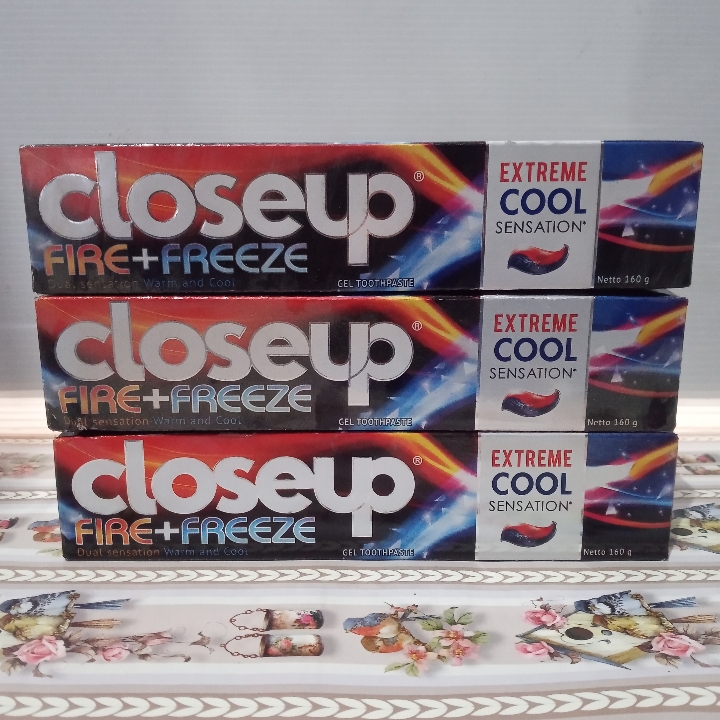 closeup®
FIRE+FREEZE
Dual sensation Warm and Cool
GEL TOOTHPASTE
EXTREME
COOL
SENSATION*
Netto 160 g
closeup®
FIRE+FREEZE
Dual sensation Warm and Cool
GEL TOOTHPASTE
EXTREME
COOL
SENSATION*
Netto 160 g
closeup®
FIRE+FREEZE
Dual sensation Warm and Cool
GEL TOOTHPASTE
EXTREME
COOL
SENSATION*
Netto 160 g